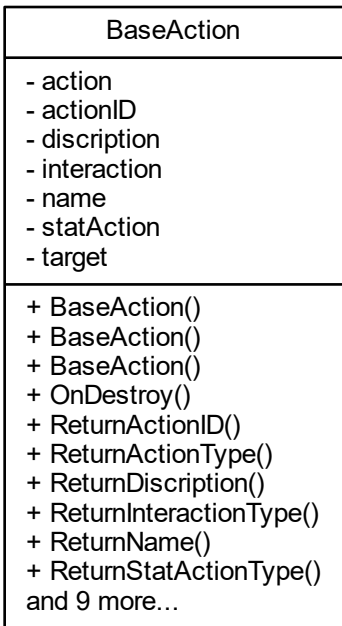 BaseAction
- action
- actionID
- discription
- interaction
- name
- statAction
- target
+ BaseAction()
+ BaseAction()
+ BaseAction()
+ OnDestroy()
+ ReturnActionID()
+ ReturnActionType()
+ ReturnDiscription()
+ ReturnInteractionType()
+ ReturnName()
+ ReturnStatActionType()
and 9 more...